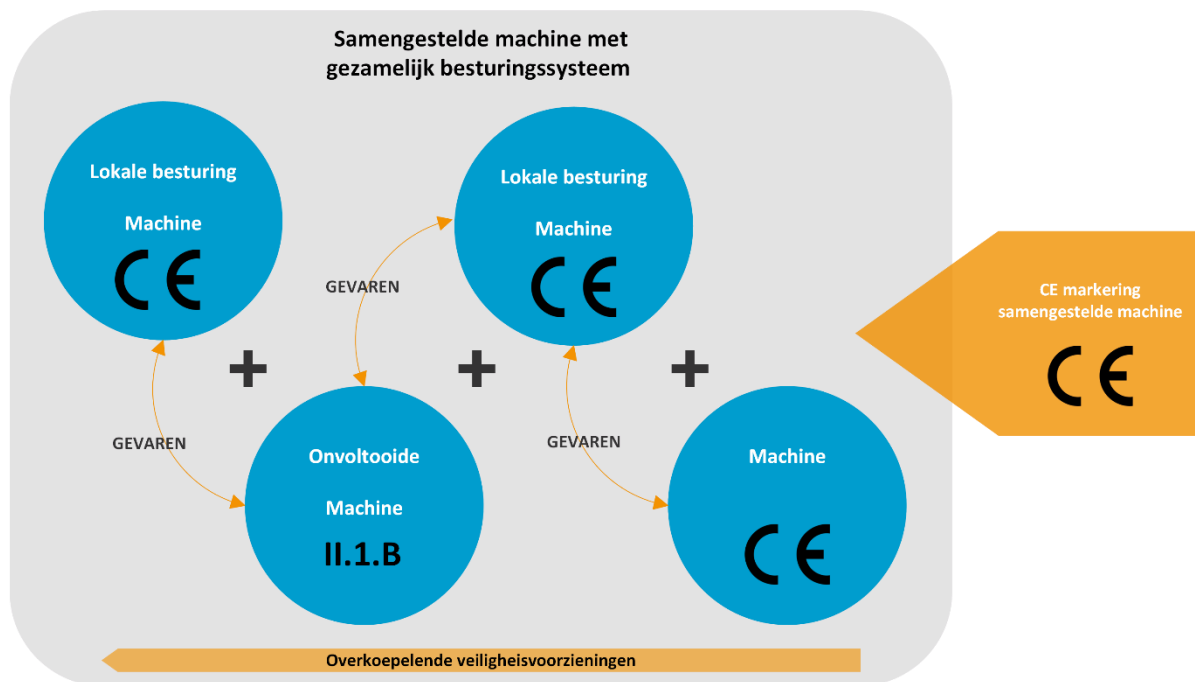 Samengestelde machine met
gezamelijk besturingssysteem
Lokale besturing
Machine
CE
Lokale besturing
Machine
CE
GEVAREN
GEVAREN
GEVAREN
Onvoltooide
Machine
II.1.B
Machine
CE
CE markering
samengestelde machine
CE
Overkoepelende veiligheisvoorzieningen